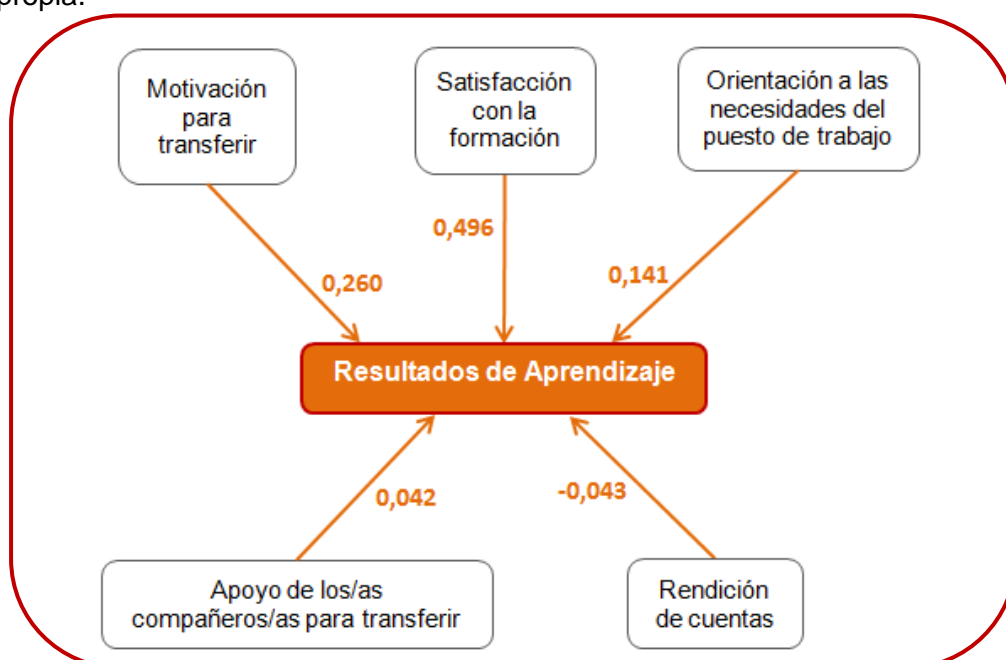 propia.
Motivación
para
transferir
Satisfacción
con la
formación
Orientación a las
necesidades del
puesto de trabajo
0,496
0,260
0,141
Resultados de Aprendizaje
0,042
-0,043
Apoyo de los/as
compañeros/as para transferir
Rendición
de cuentas